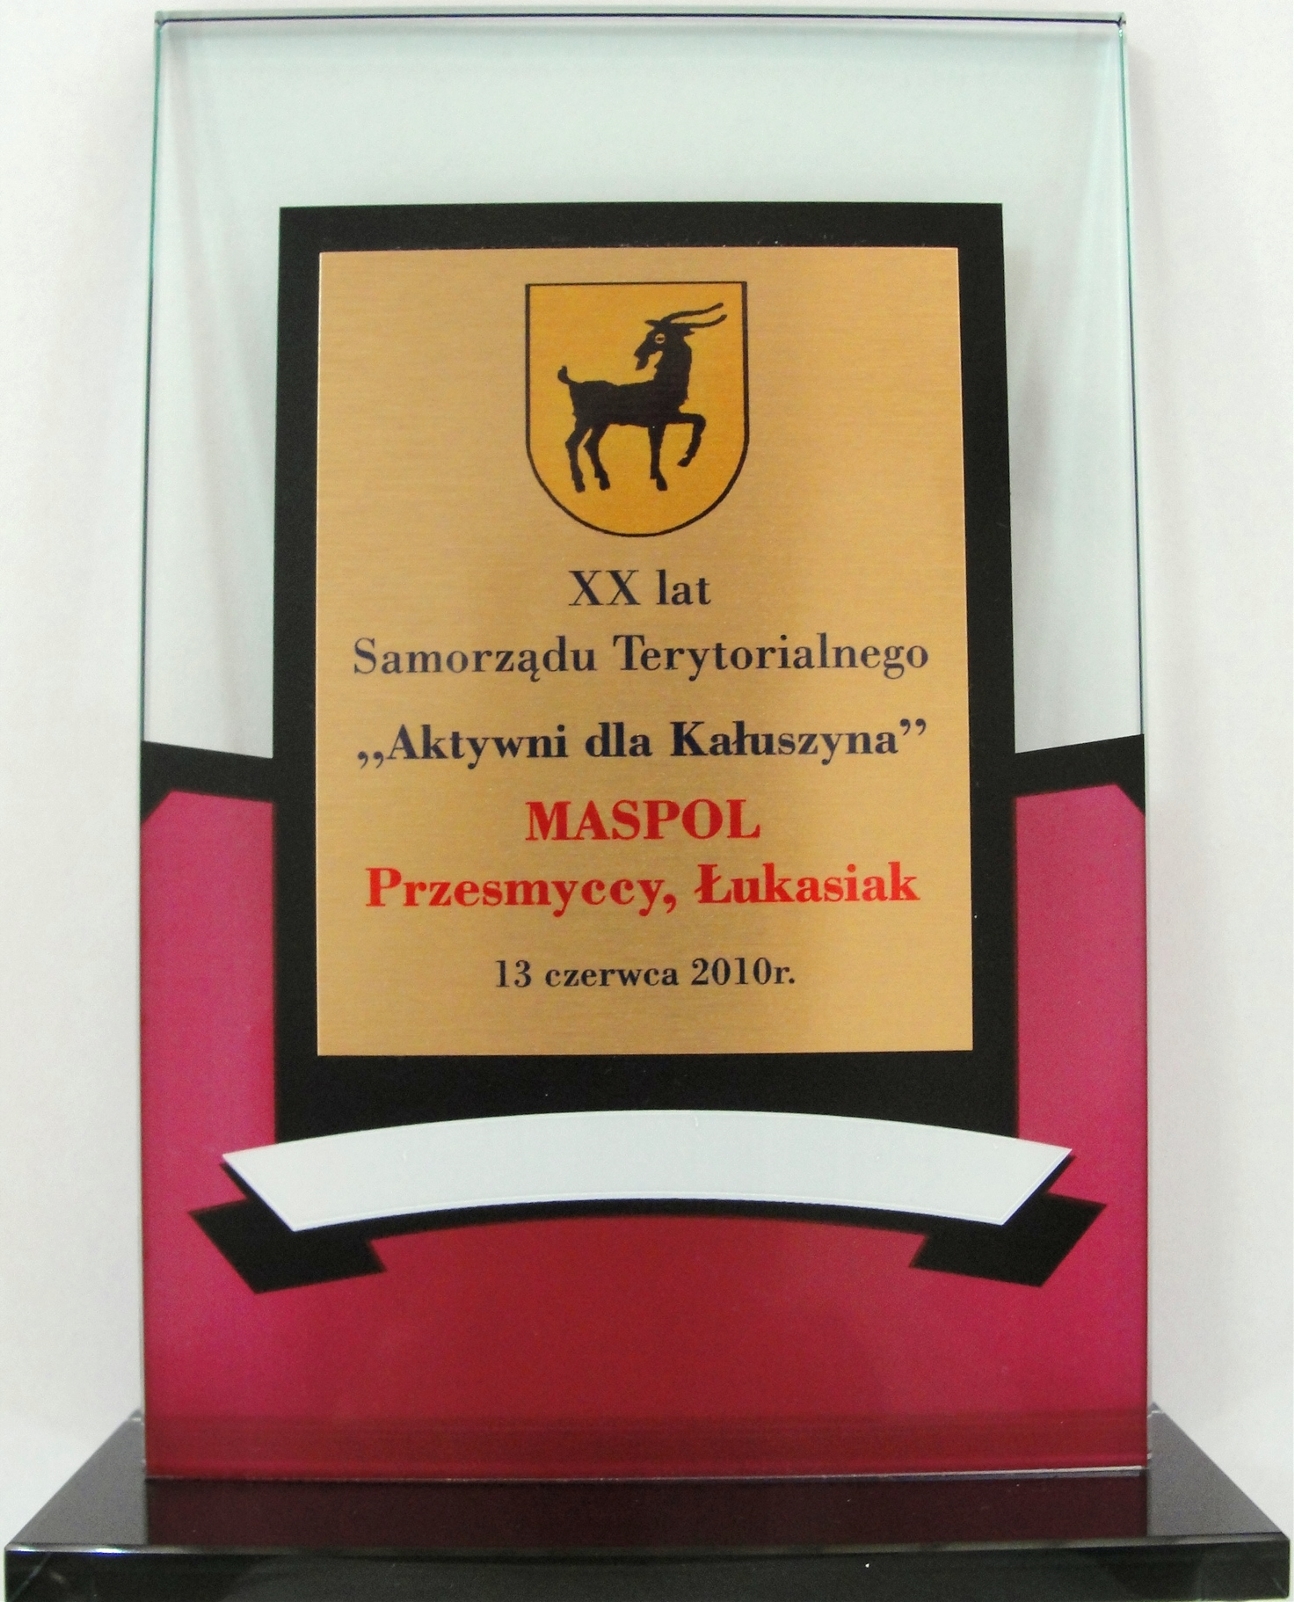 XX lat
Samorządu Terytorialnego
,,Aktywni dla Kałuszyna”
MASPOL
Przesmyccy, Łukasiak
13 czerwca 2010r.